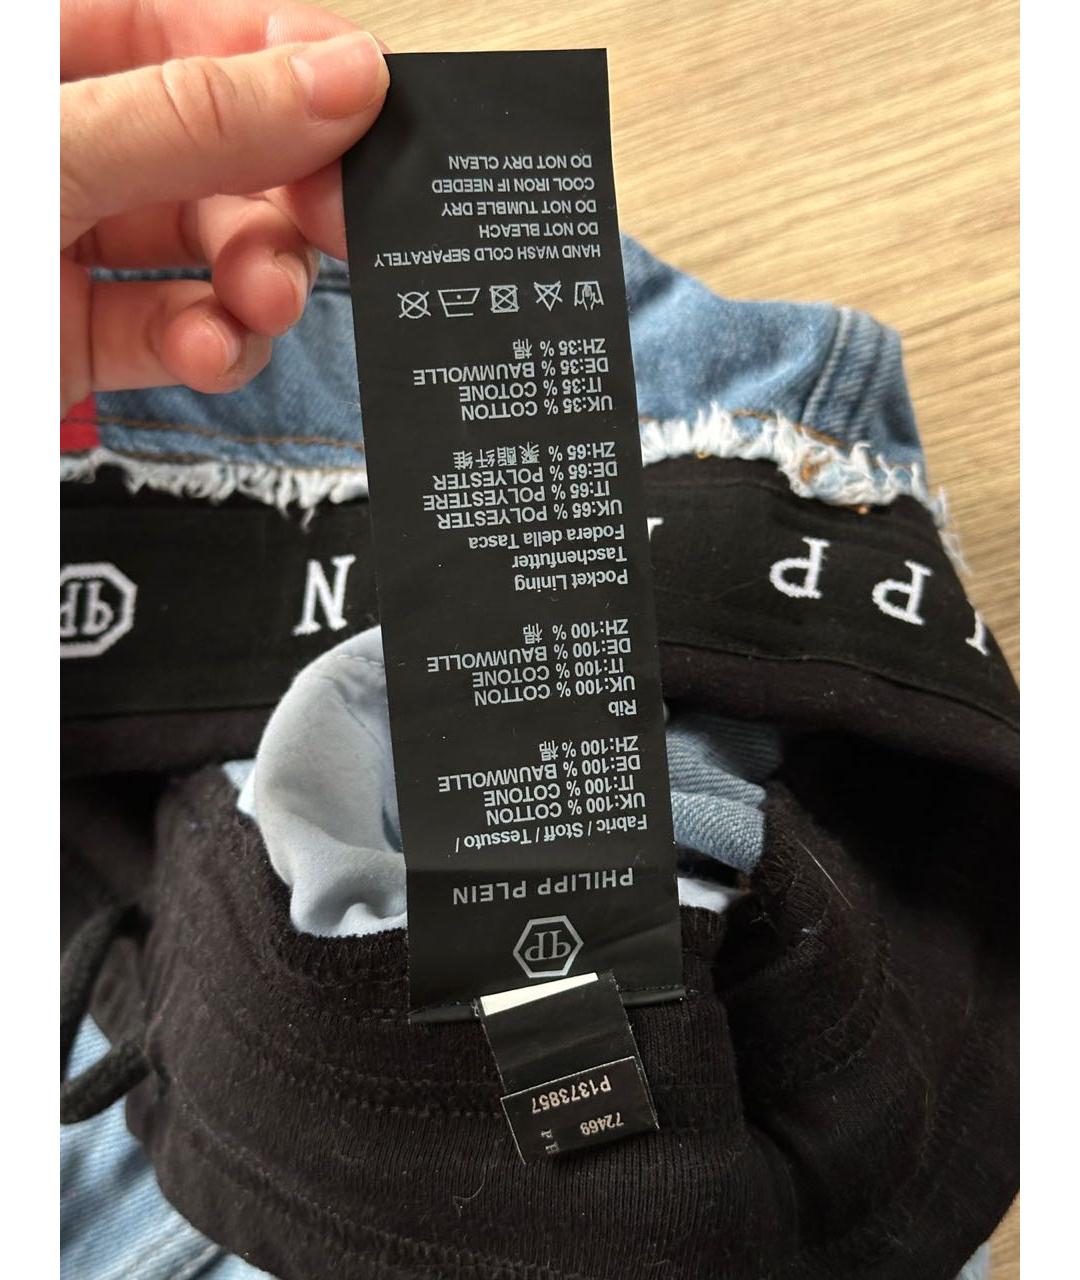 PHILIPP PLEIN
Fabric / Stoff / Tessuto /
UK:100 % COTTON
IT:100 % COTONE
DE:100 % BAUMWOLLE
ZH:100 % 棉
Rib
UK:100 % COTTON
IT:100 % COTONE
DE:100 % BAUMWOLLE
ZH:100 % 棉
Pocket Lining
Taschenfutter
Fodera della Tasca
UK:65 % POLYESTER
IT:65 % POLYESTERE
DE:65 % POLYESTER
ZH:65 % 聚酯纤维
UK:35 % COTTON
IT:35 % COTONE
DE:35 % BAUMWOLLE
ZH:35 % 棉
HAND WASH COLD SEPARATELY
DO NOT BLEACH
DO NOT TUMBLE DRY
COOL IRON IF NEEDED
DO NOT DRY CLEAN
72469
P1373857